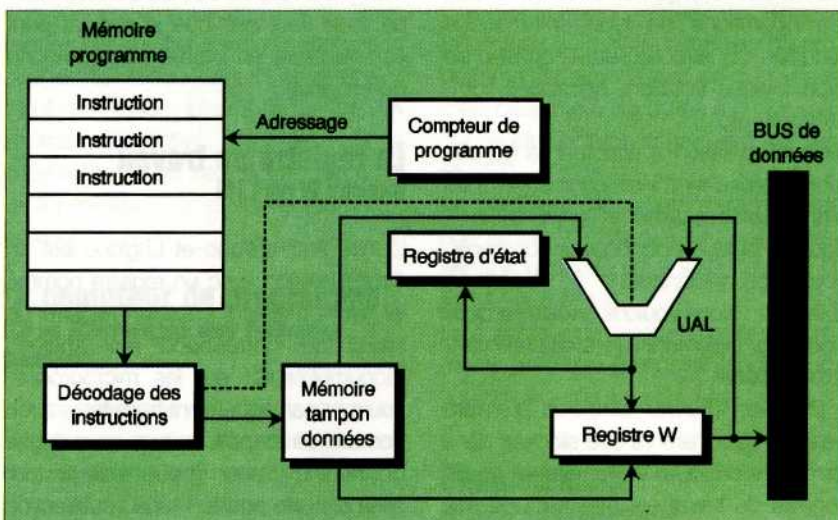 Mémoire
programme
Instruction
Instruction
Instruction
Adressage
Compteur de
programme
BUS de
données
Registre d'état
UAL
Décodage des
instructions
Mémoire
tampon
données
Registre W